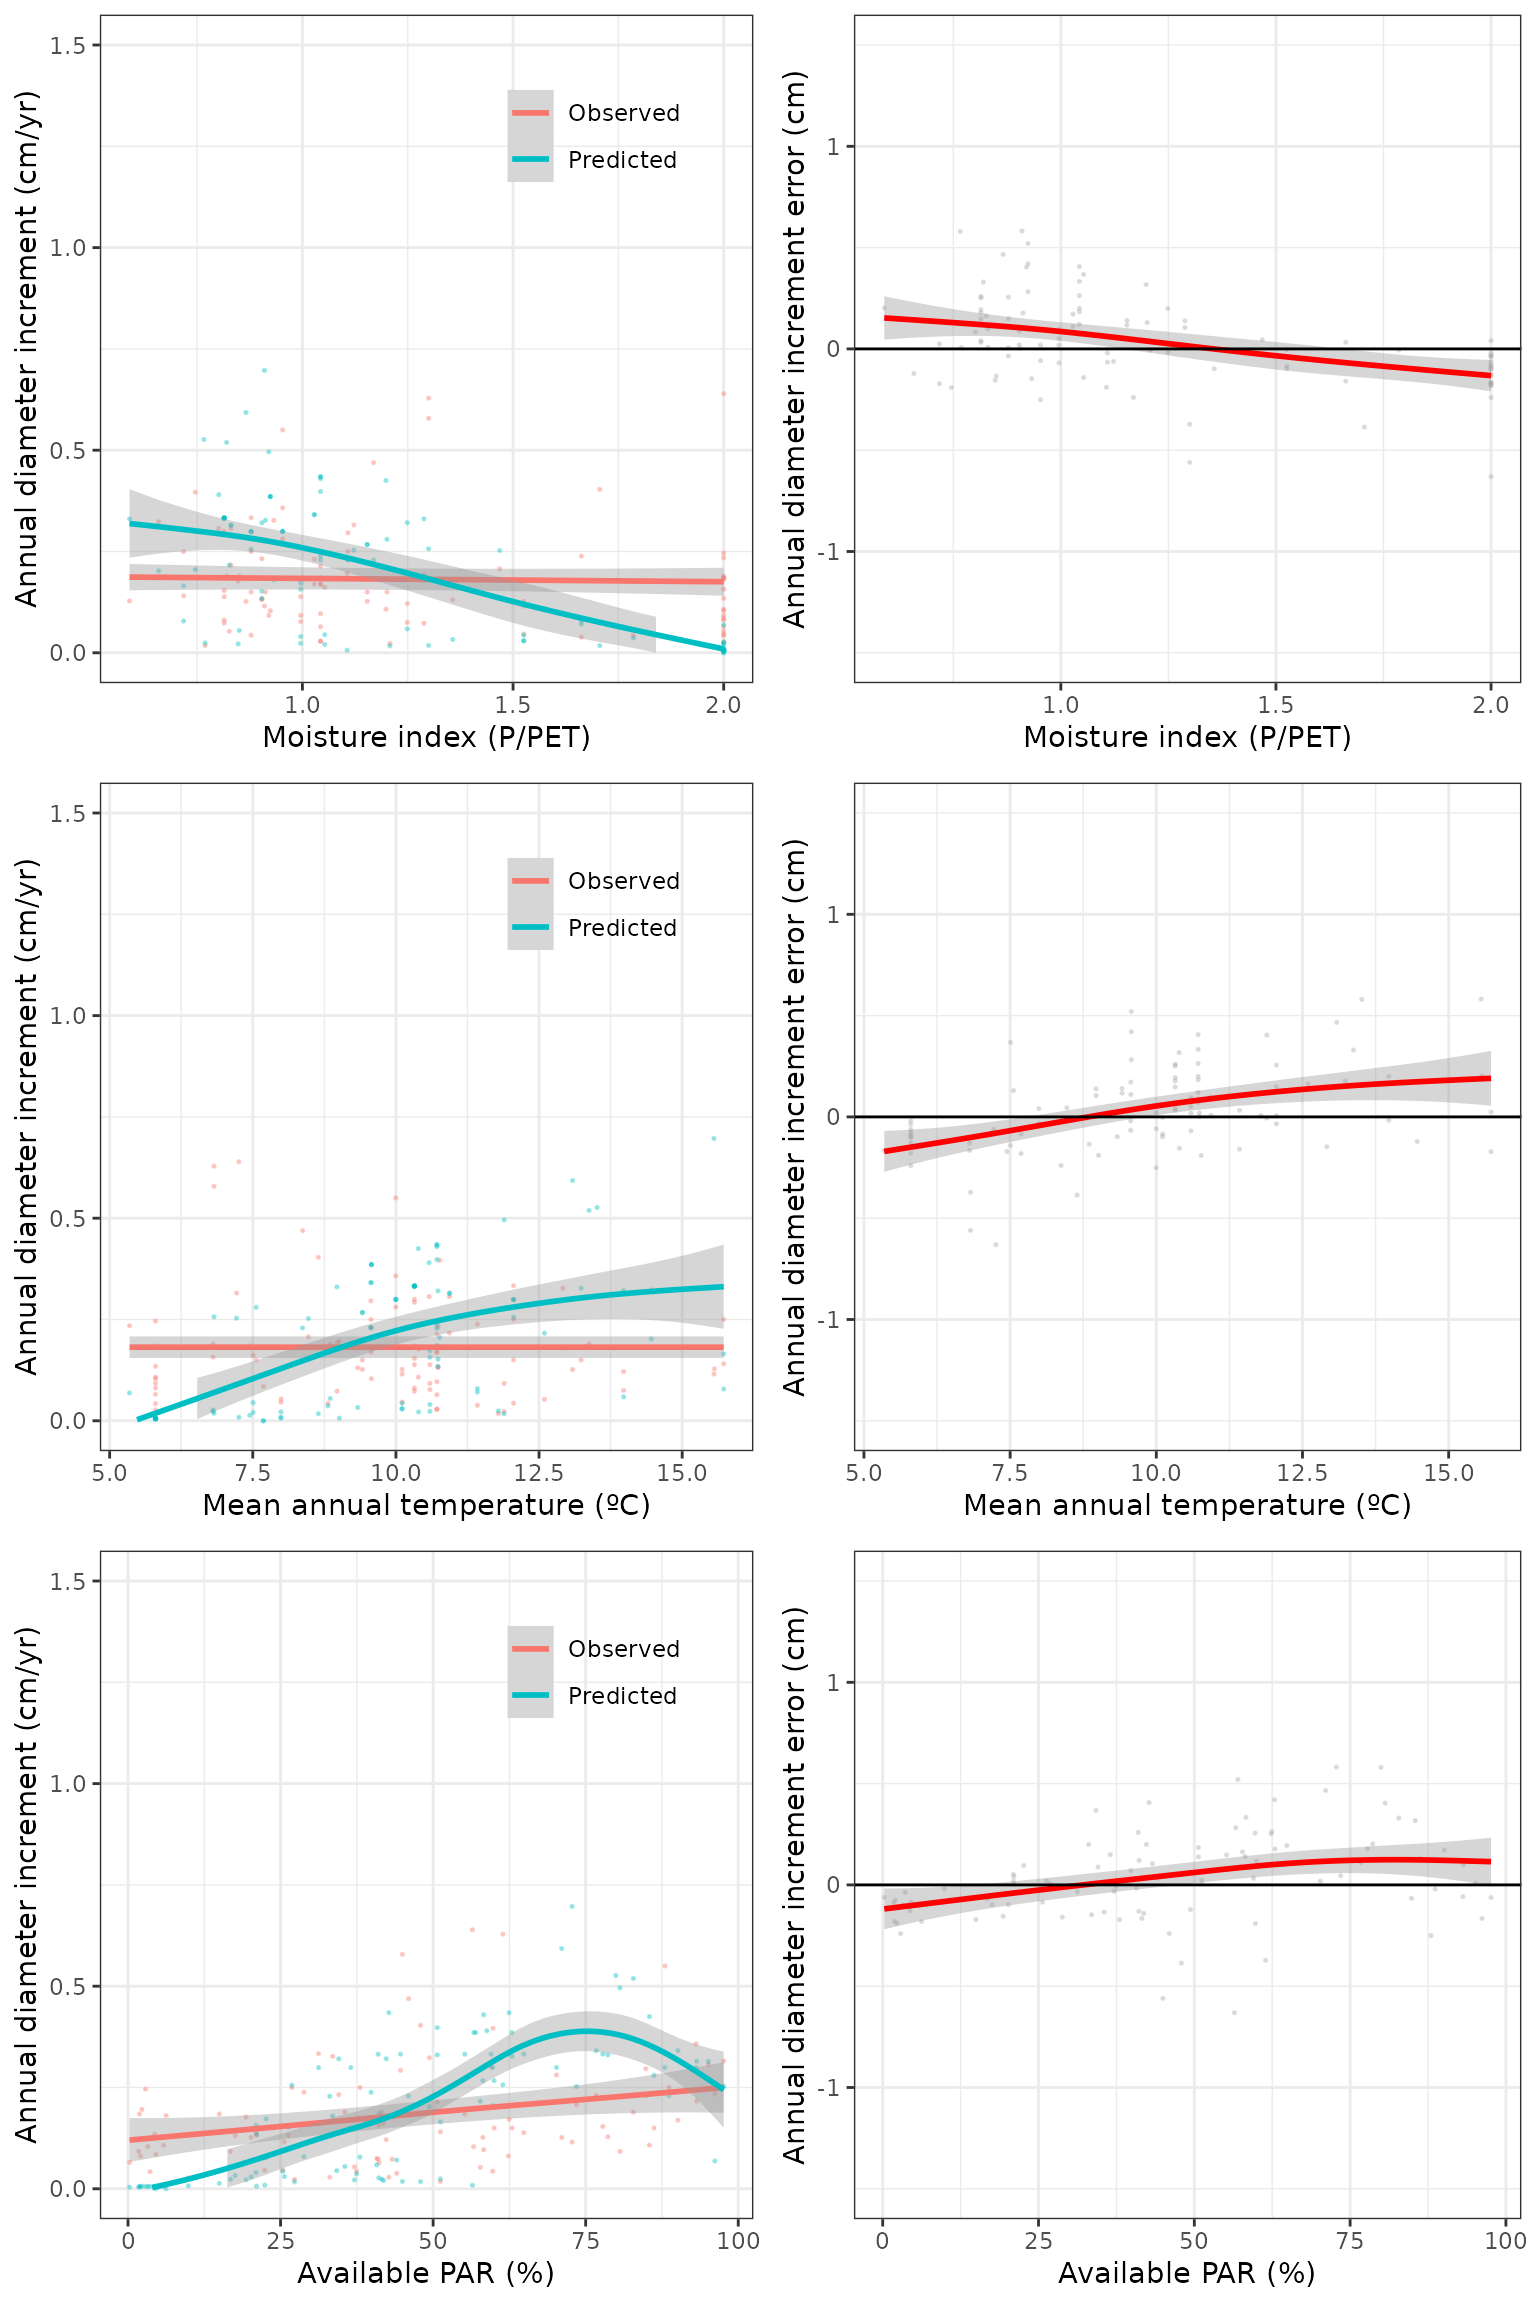 Annual diameter increment (cm/yr)
1.5
1.0
0.5
0.0
Observed
Predicted
1.0 1.5 2.0
Moisture index (P/PET)
Annual diameter increment error (cm)
1
0
-1
1.0 1.5 2.0
Moisture index (P/PET)
Annual diameter increment (cm/yr)
1.5
1.0
0.5
0.0
Observed
Predicted
5.0 7.5 10.0 12.5 15.0
Mean annual temperature (ºC)
Annual diameter increment error (cm)
1
0
-1
5.0 7.5 10.0 12.5 15.0
Mean annual temperature (ºC)
Annual diameter increment (cm/yr)
1.5
1.0
0.5
0.0
Observed
Predicted
0 25 50 75 100
Available PAR (%)
Annual diameter increment error (cm)
1
0
-1
0 25 50 75 100
Available PAR (%)